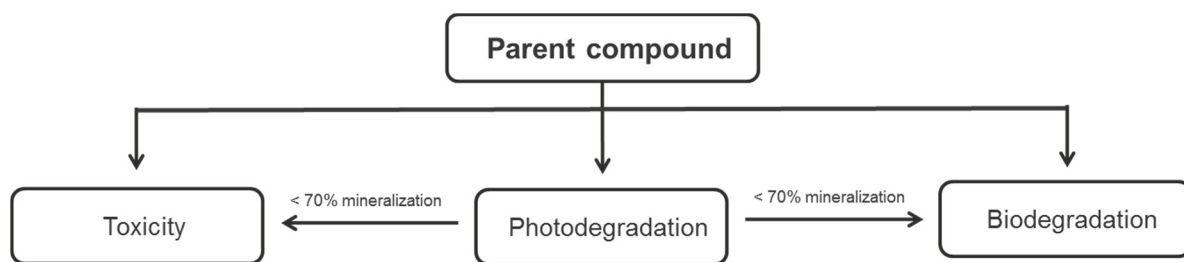 Parent compound
Toxicity
< 70% mineralization
Photodegradation
< 70% mineralization
Biodegradation